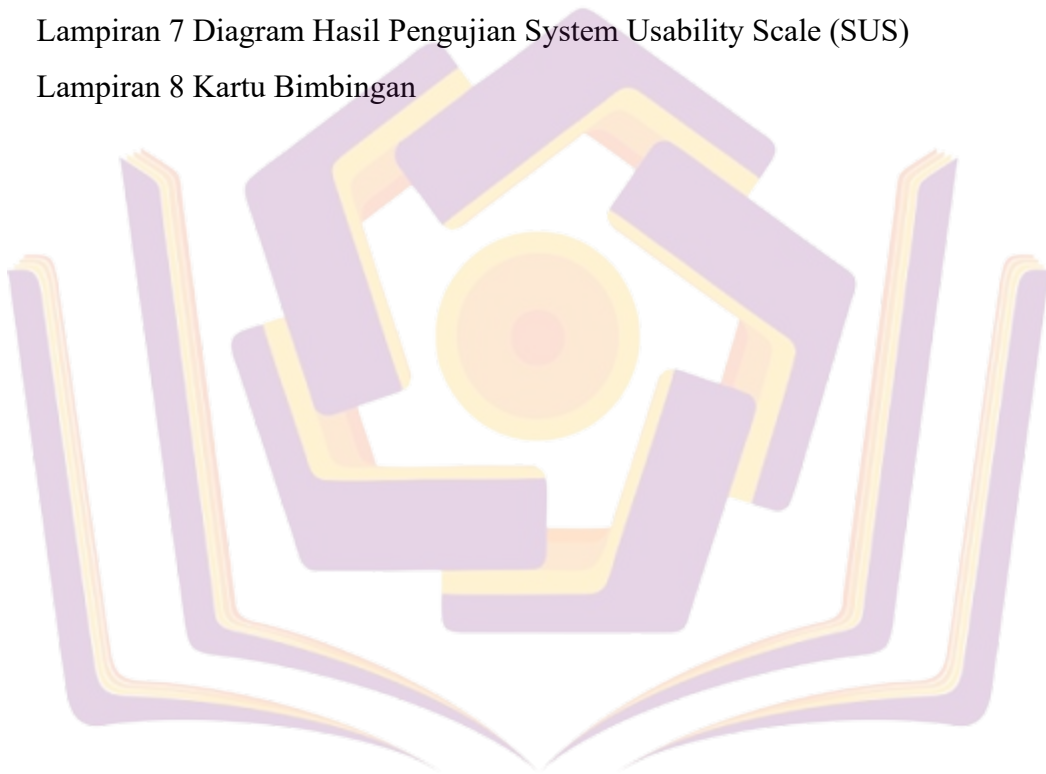 Lampiran 7 Diagram Hasil Pengujian System Usability Scale (SUS)
Lampiran 8 Kartu Bimbingan